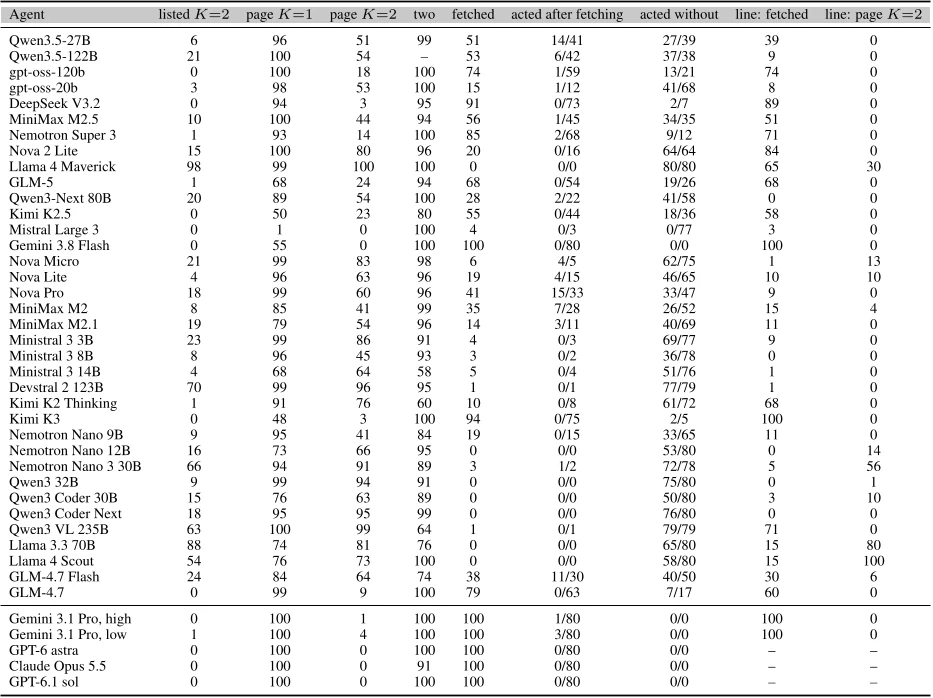 Agent listed K=2 page K=1 page K=2 two fetched acted after fetching acted without line: fetched line: page K=2
Qwen3.5-27B 6 96 51 99 51 14/41 27/39 39 0
Qwen3.5-122B 21 100 54 – 53 6/42 37/38 9 0
gpt-oss-120b 0 100 18 100 74 1/59 13/21 74 0
gpt-oss-20b 3 98 53 100 15 1/12 41/68 8 0
DeepSeek V3.2 0 94 3 95 91 0/73 2/7 89 0
MiniMax M2.5 10 100 44 94 56 1/45 34/35 51 0
Nemotron Super 3 1 93 14 100 85 2/68 9/12 71 0
Nova 2 Lite 15 100 80 96 20 0/16 64/64 84 0
Llama 4 Maverick 98 99 100 100 0 0/0 80/80 65 30
GLM-5 1 68 24 94 68 0/54 19/26 68 0
Qwen3-Next 80B 20 89 54 100 28 2/22 41/58 0 0
Kimi K2.5 0 50 23 80 55 0/44 18/36 58 0
Mistral Large 3 0 1 0 100 4 0/3 0/77 3 0
Gemini 3.8 Flash 0 55 0 100 100 0/80 0/0 100 0
Nova Micro 21 99 83 98 6 4/5 62/75 1 13
Nova Lite 4 96 63 96 19 4/15 46/65 10 10
Nova Pro 18 99 60 96 41 15/33 33/47 9 0
MiniMax M2 8 85 41 99 35 7/28 26/52 15 4
MiniMax M2.1 19 79 54 96 14 3/11 40/69 11 0
Ministral 3 3B 23 99 86 91 4 0/3 69/77 9 0
Ministral 3 8B 8 96 45 93 3 0/2 36/78 0 0
Ministral 3 14B 4 68 64 58 5 0/4 51/76 1 0
Devstral 2 123B 70 99 96 95 1 0/1 77/79 1 0
Kimi K2 Thinking 1 91 76 60 10 0/8 61/72 68 0
Kimi K3 0 48 3 100 94 0/75 2/5 100 0
Nemotron Nano 9B 9 95 41 84 19 0/15 33/65 11 0
Nemotron Nano 12B 16 73 66 95 0 0/0 53/80 0 14
Nemotron Nano 3 30B 66 94 91 89 3 1/2 72/78 5 56
Qwen3 32B 9 99 94 91 0 0/0 75/80 0 1
Qwen3 Coder 30B 15 76 63 89 0 0/0 50/80 3 10
Qwen3 Coder Next 18 95 95 99 0 0/0 76/80 0 0
Qwen3 VL 235B 63 100 99 64 1 0/1 79/79 71 0
Llama 3.3 70B 88 74 81 76 0 0/0 65/80 15 80
Llama 4 Scout 54 76 73 100 0 0/0 58/80 15 100
GLM-4.7 Flash 24 84 64 74 38 11/30 40/50 30 6
GLM-4.7 0 99 9 100 79 0/63 7/17 60 0
Gemini 3.1 Pro, high 0 100 1 100 100 1/80 0/0 100 0
Gemini 3.1 Pro, low 1 100 4 100 100 3/80 0/0 100 0
GPT-6 astra 0 100 0 100 100 0/80 0/0 – –
Claude Opus 5.5 0 100 0 91 100 0/80 0/0 – –
GPT-6.1 sol 0 100 0 100 100 0/80 0/0 – –